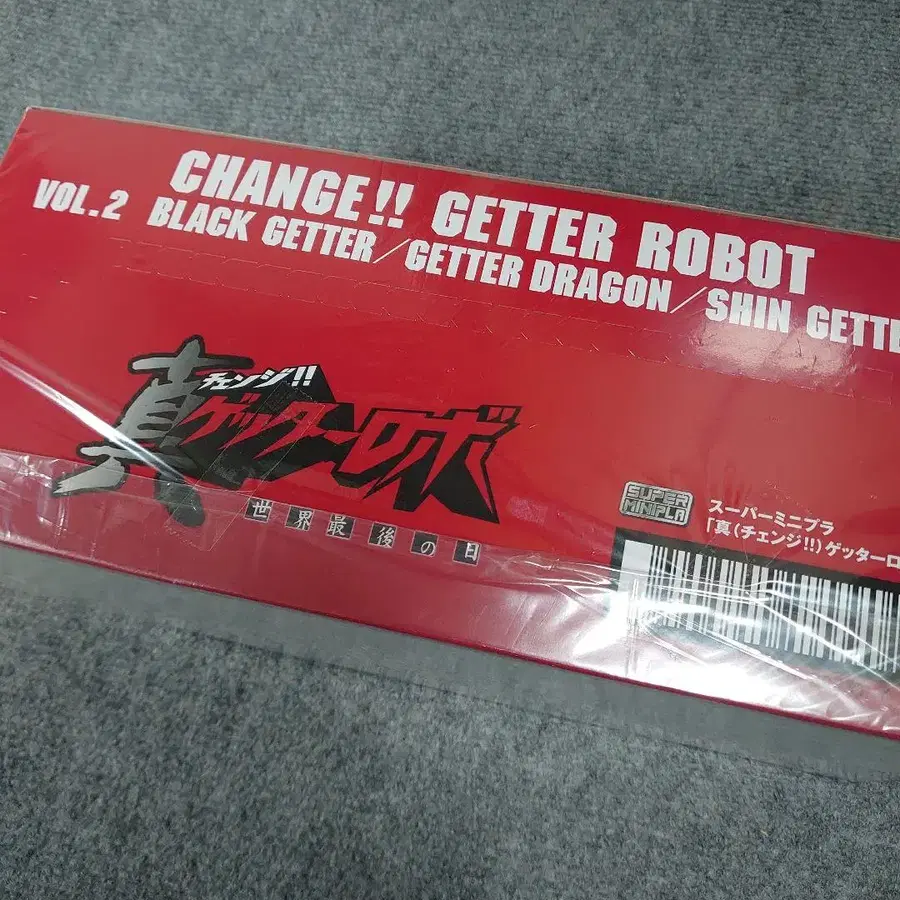 CHANGE!! GETTER ROBOT
VOL.2 BLACK GETTER/GETTER DRAGON/SHIN GETTE
チェンジ!!
真ゲッターロボ
世界最後の日
SUPER
MINIPLA
スーパーミニプラ
「真(チェンジ!!)ゲッターロ